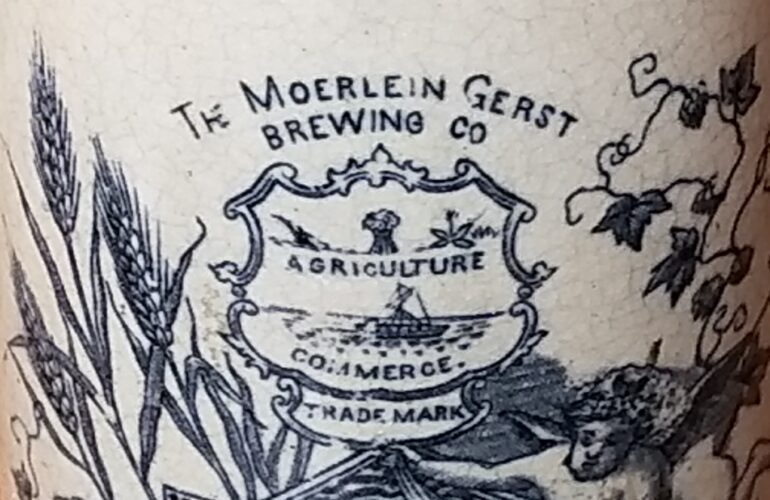 THE MOERLEIN GERST
BREWING CO
AGRICULTURE
COMMERCE.
TRADE MARK